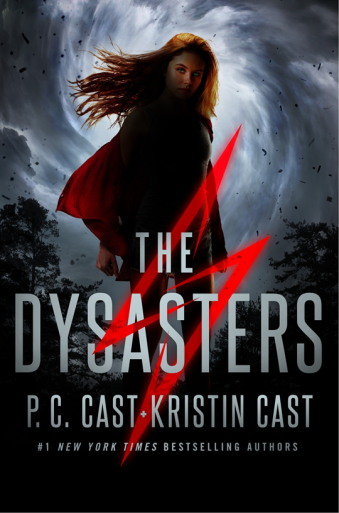 THE
DYSASTERS
P. C. CAST + KRISTIN CAST
#1 NEW YORK TIMES BESTSELLING AUTHORS